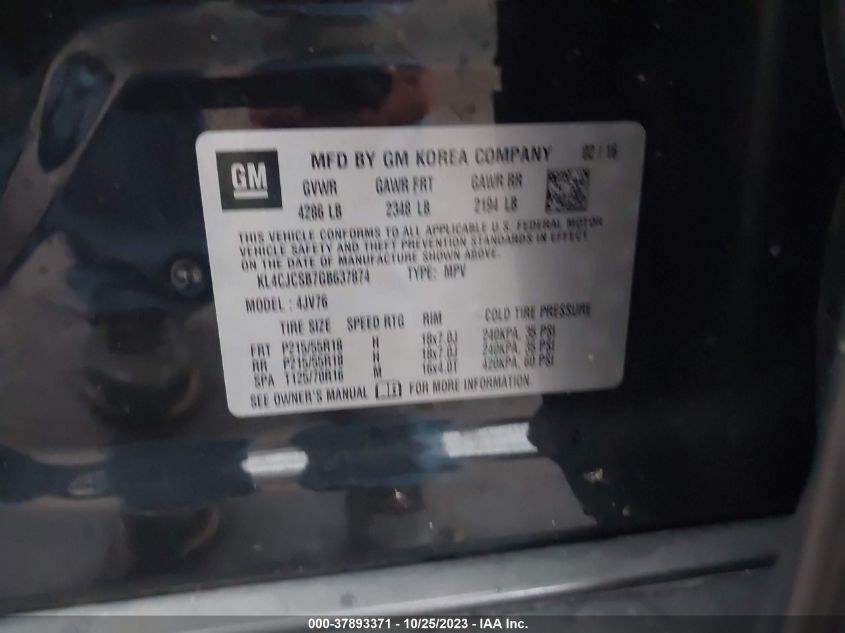 GM
MFD BY GM KOREA COMPANY 02 / 16
GVWR GAWR FRT GAWR RR
4286 LB 2348 LB 2194 LB
THIS VEHICLE CONFORMS TO ALL APPLICABLE U.S. FEDERAL MOTOR
VEHICLE SAFETY AND THEFT PREVENTION STANDARDS IN EFFECT
ON THE DATE OF MANUFACTURE SHOWN ABOVE.
KL4CJCSB7GB637874 TYPE: MPV
MODEL : 4JV76
TIRE SIZE SPEED RTG RIM COLD TIRE PRESSURE
FRT P215/55R18 H 18x7.0J 240KPA, 35 PSI
RR P215/55R18 H 18x7.0J 240KPA, 35 PSI
SPA T125/70R16 M 16x4.0T 420KPA, 60 PSI
SEE OWNER'S MANUAL FOR MORE INFORMATION.
000-37893371 - 10/25/2023 - IAA Inc.